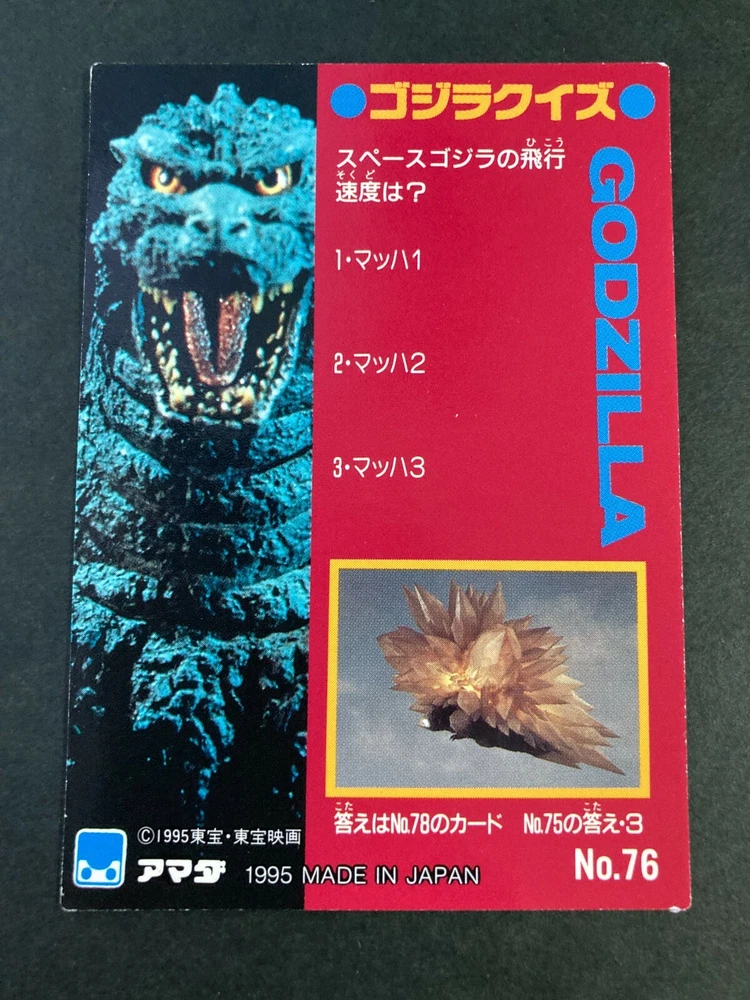 ●ゴジラクイズ●
スペースゴジラの飛行
ひこう
速度は?
そくど
1・マッハ1
2・マッハ2
3・マッハ3
GODZILLA
答えはNo.78のカード No.75の答え・3
こた こた
No.76
©1995東宝・東宝映画
アマダ 1995 MADE IN JAPAN